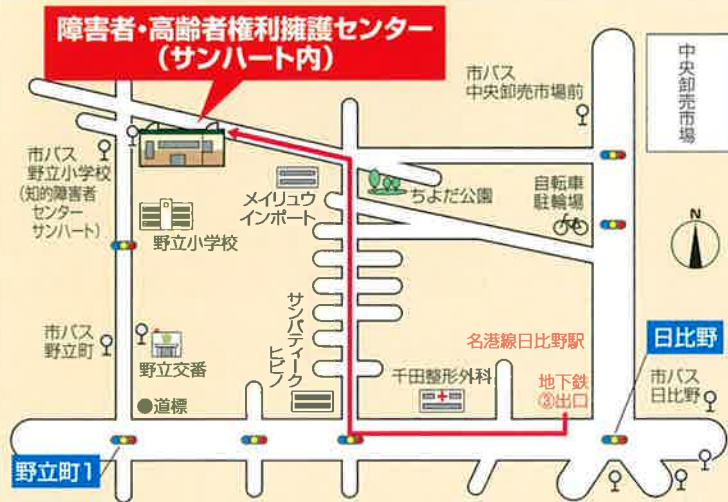 障害者・高齢者権利擁護センター
(サンハート内)
市バス
中央卸売市場前
中央卸売市場
市バス
野立小学校
(知的障害者
センター
サンハート)
メイリュウ
インポート
ちよだ公園
自転車
駐輪場
N
野立小学校
サンパティーク
ヒビノ
市バス
野立町
野立交番
名港線日比野駅
日比野
千田整形外科
地下鉄
③出口
市バス
日比野
●道標
野立町1